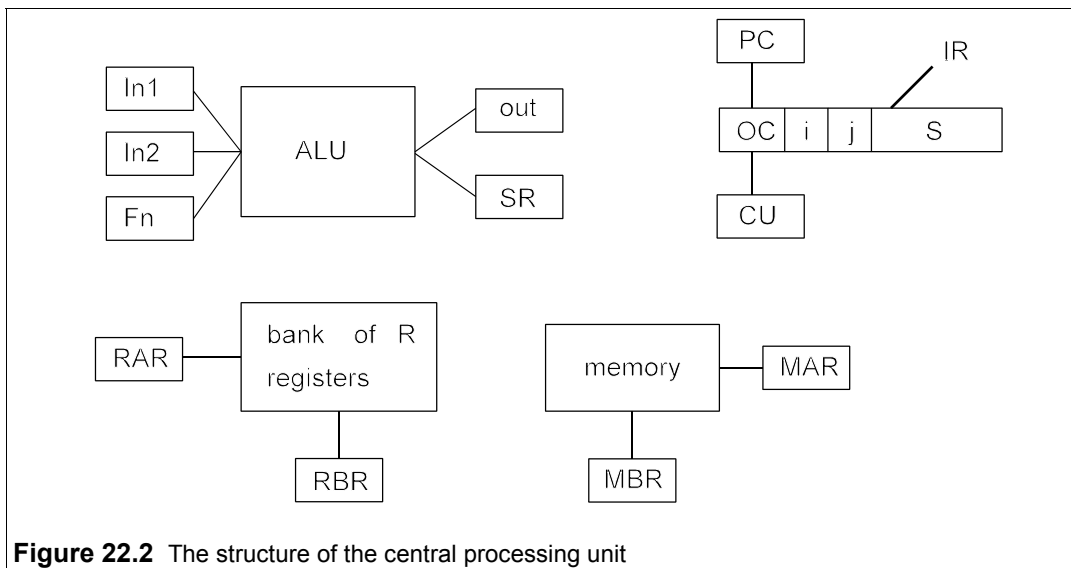 In1
In2
Fn
ALU
out
SR
PC
IR
OC i j S
CU
RAR
bank of R
registers
RBR
memory
MAR
MBR
Figure 22.2 The structure of the central processing unit